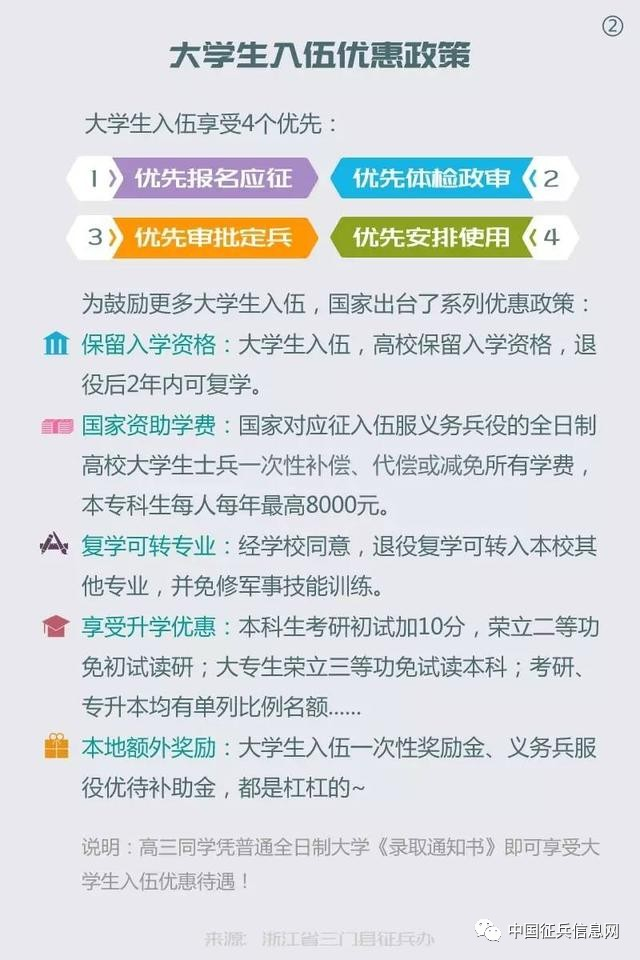 ②
大学生入伍优惠政策
大学生入伍享受4个优先：
1 优先报名应征
优先体检政审 2
3 优先审批定兵
优先安排使用 4
为鼓励更多大学生入伍，国家出台了系列优惠政策：
保留入学资格：大学生入伍，高校保留入学资格，退
役后2年内可复学。
国家资助学费：国家对应征入伍服义务兵役的全日制
高校大学生士兵一次性补偿、代偿或减免所有学费，
本专科生每人每年最高8000元。
复学可转专业：经学校同意，退役复学可转入本校其
他专业，并免修军事技能训练。
享受升学优惠：本科生考研初试加10分，荣立二等功
免初试读研；大专生荣立三等功免试读本科；考研、
专升本均有单列比例名额......
本地额外奖励：大学生入伍一次性奖励金、义务兵服
役优待补助金，都是杠杠的~
说明：高三同学凭普通全日制大学《录取通知书》即可享受大
学生入伍优惠待遇！
来源: 浙江省三门县征兵办
中国征兵信息网